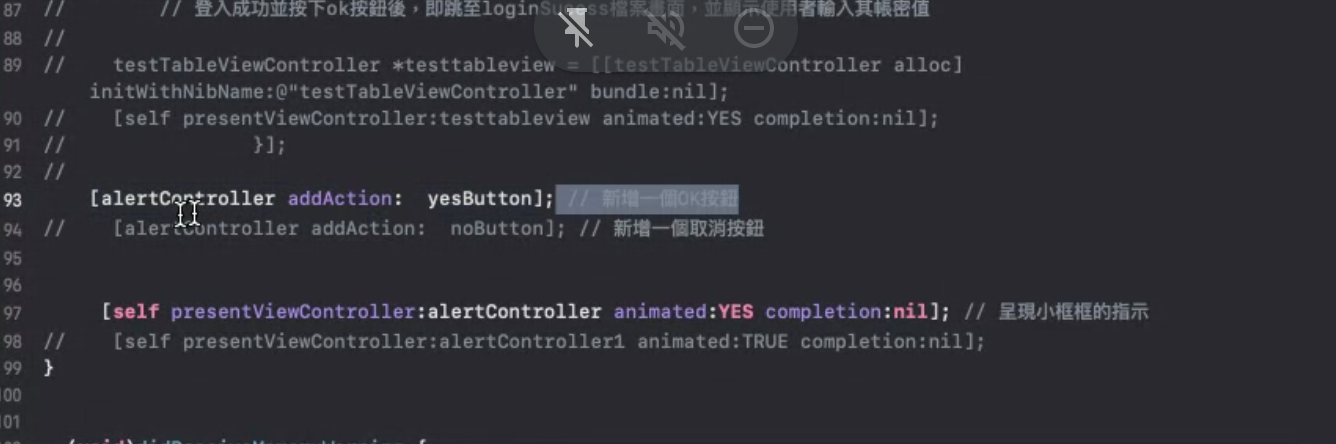 87 // // 登入成功並按下ok按鈕後，即跳至loginSucess檔案畫面，並顯示使用者輸入其帳密值
88 //
89 // testTableViewController *testtableview = [[testTableViewController alloc]
initWithNibName:@"testTableViewController" bundle:nil];
90 // [self presentViewController:testtableview animated:YES completion:nil];
91 // }];
92 //
93 [alertController addAction: yesButton]; // 新增一個OK按鈕
94 // [alertController addAction: noButton]; // 新增一個取消按鈕
95
96
97 [self presentViewController:alertController animated:YES completion:nil]; // 呈現小框框的指示
98 // [self presentViewController:alertController1 animated:TRUE completion:nil];
99 }
100
101